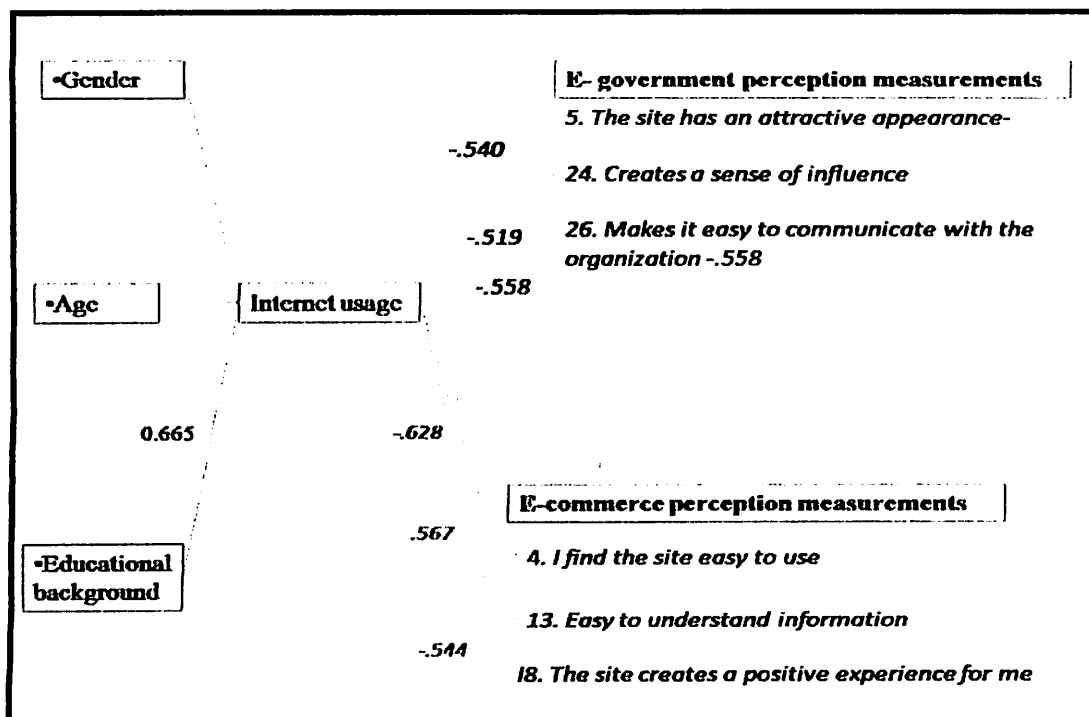 ▪Gender
E- government perception measurements
5. The site has an attractive appearance-
-.540
24. Creates a sense of influence
-.519
26. Makes it easy to communicate with the
organization -.558
-.558
▪Age
Internet usage
0.665
-.628
E-commerce perception measurements
.567
4. I find the site easy to use
▪Educational
background
13. Easy to understand information
-.544
18. The site creates a positive experience for me